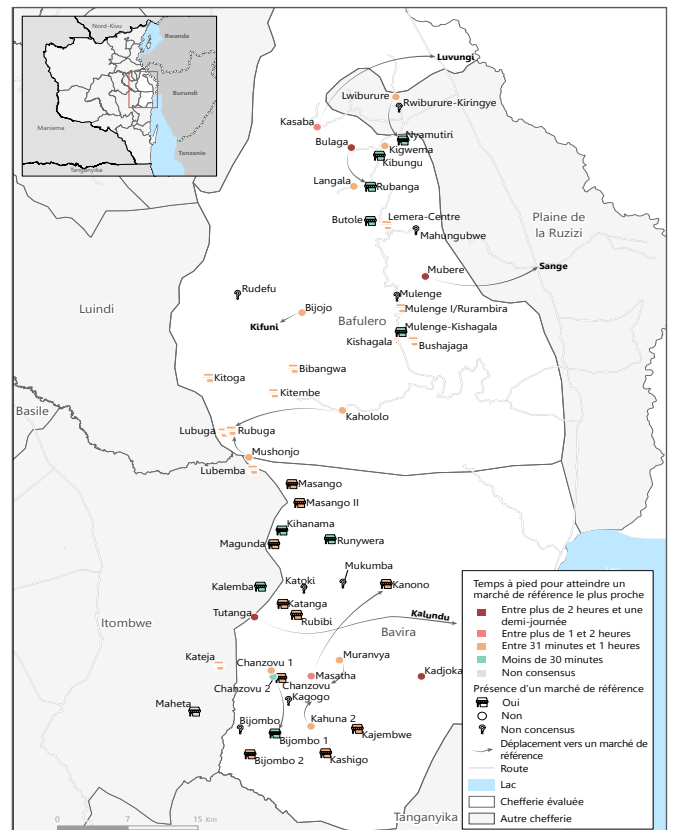 Nord-Kivu
Rwanda
Burundi
Maniema
Tanzanie
Tanganyika
Luvungi
Lwiburure
Rwiburure-Kiringye
Kasaba
Nyamutiri
Bulaga
Kigwema
Kibungu
Langala
Rubanga
Butole
Lemera-Centre
Mahungubwe
Plaine de
la Ruzizi
Sange
Mubere
Rudefu
Mulenge
Mulenge I/Rurambira
Luindi
Bijojo
Bafulero
Kifuni
Mulenge-Kishagala
Kishagala
Bushajaga
Bibangwa
Kitoga
Kitembe
Basile
Kahololo
Lubuga
Rubuga
Mushonjo
Lubemba
Masango
Masango II
Kihanama
Magunda
Runywera
Mukumba
Kalemba
Katoki
Kanono
Katanga
Tutanga
Rubibi
Kalundu
Itombwe
Bavira
Kateja
Muranvya
Chanzovu 1
Kadjoka
Masatha
Chanzovu 2
Chanzovu
Kagogo
Maheta
Bijombo
Kahuna 2
Kajembwe
Bijombo 1
Bijombo 2
Kashigo
Tanganyika
0 7 15 Km
Temps à pied pour atteindre un
marché de référence le plus proche
Entre plus de 2 heures et une
demi-journée
Entre plus de 1 et 2 heures
Entre 31 minutes et 1 heures
Moins de 30 minutes
Non consensus
Présence d'un marché de référence
Oui
Non
Non consensus
Déplacement vers un marché de
référence
Route
Lac
Chefferie évaluée
Autre chefferie